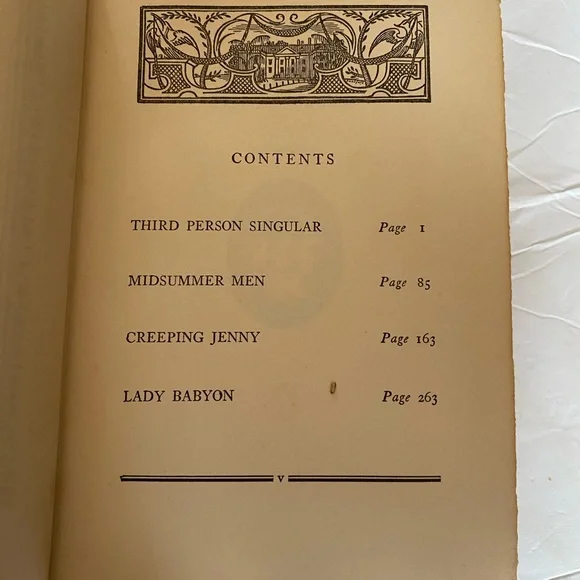 CONTENTS
THIRD PERSON SINGULAR Page 1
MIDSUMMER MEN Page 85
CREEPING JENNY Page 163
LADY BABYON Page 263
v